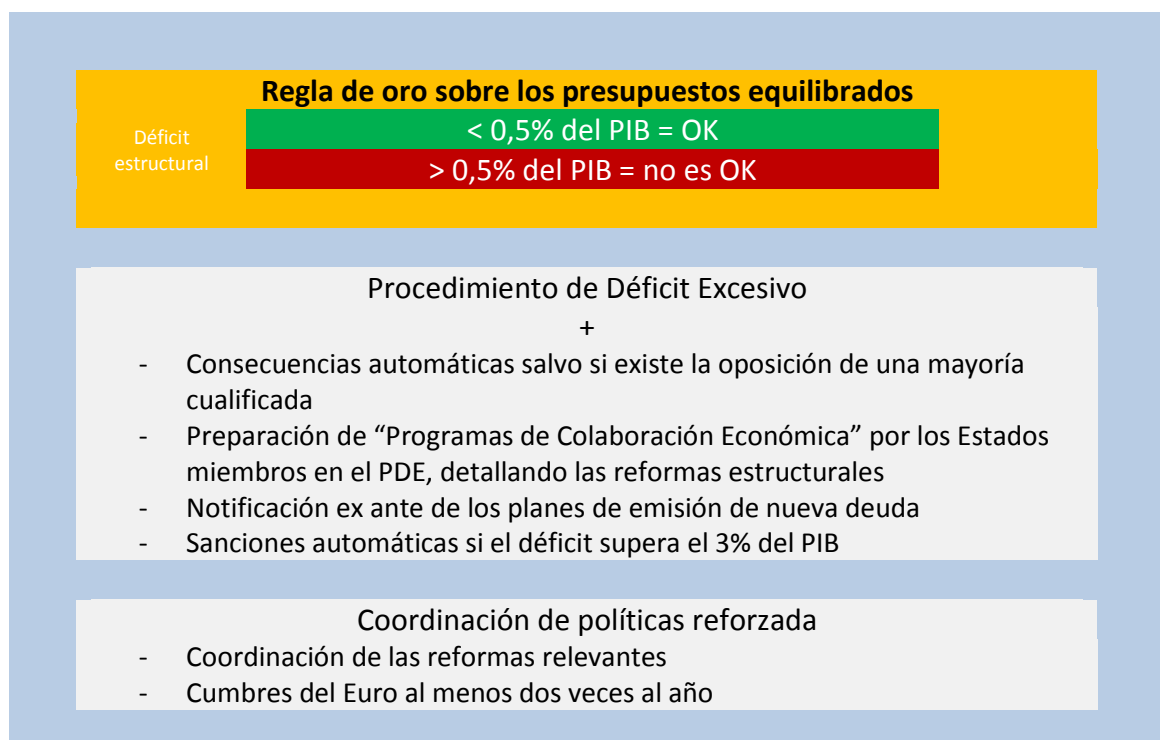 Regla de oro sobre los presupuestos equilibrados
Déficit
estructural
< 0,5% del PIB = OK
> 0,5% del PIB = no es OK
Procedimiento de Déficit Excesivo
+
- Consecuencias automáticas salvo si existe la oposición de una mayoría
cualificada
- Preparación de “Programas de Colaboración Económica” por los Estados
miembros en el PDE, detallando las reformas estructurales
- Notificación ex ante de los planes de emisión de nueva deuda
- Sanciones automáticas si el déficit supera el 3% del PIB
Coordinación de políticas reforzada
- Coordinación de las reformas relevantes
- Cumbres del Euro al menos dos veces al año